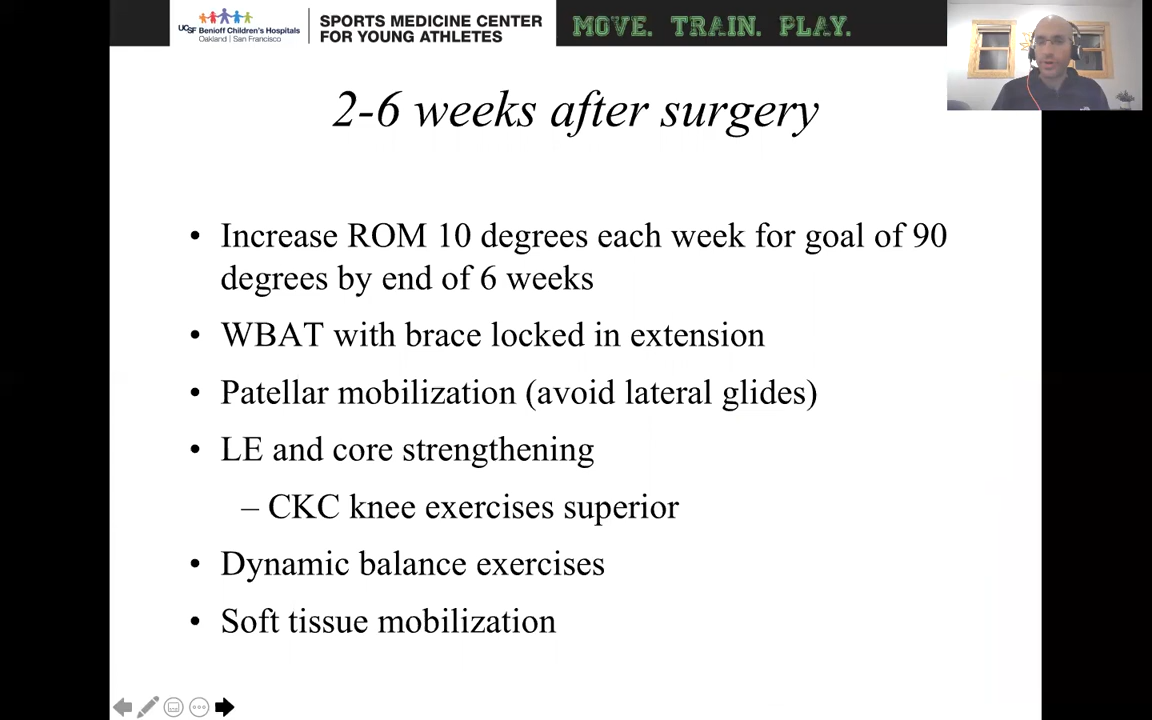 UCSF Benioff Children's Hospitals
Oakland | San Francisco
SPORTS MEDICINE CENTER
FOR YOUNG ATHLETES
MOVE. TRAIN. PLAY.
2-6 weeks after surgery
• Increase ROM 10 degrees each week for goal of 90
degrees by end of 6 weeks
• WBAT with brace locked in extension
• Patellar mobilization (avoid lateral glides)
• LE and core strengthening
– CKC knee exercises superior
• Dynamic balance exercises
• Soft tissue mobilization